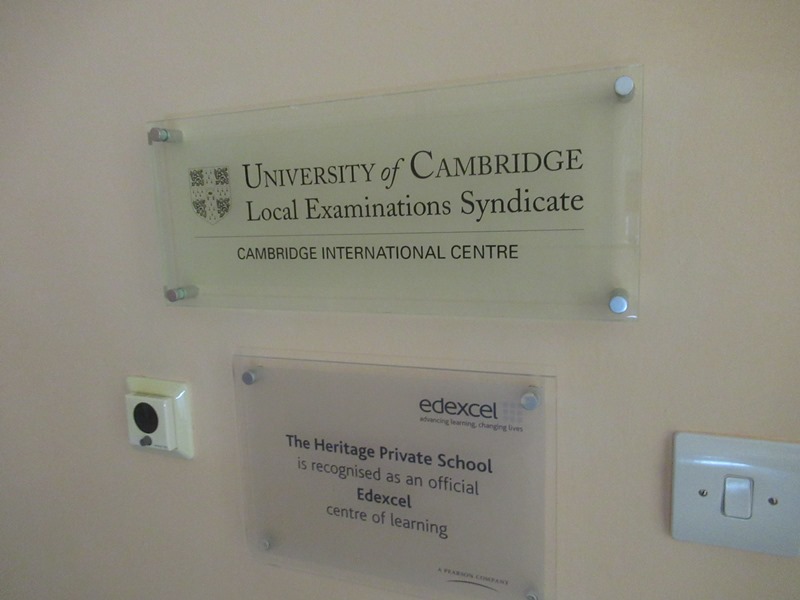 UNIVERSITY of CAMBRIDGE
Local Examinations Syndicate
CAMBRIDGE INTERNATIONAL CENTRE
edexcel
advancing learning, changing lives
The Heritage Private School
is recognised as an official
Edexcel
centre of learning
A PEARSON COMPANY